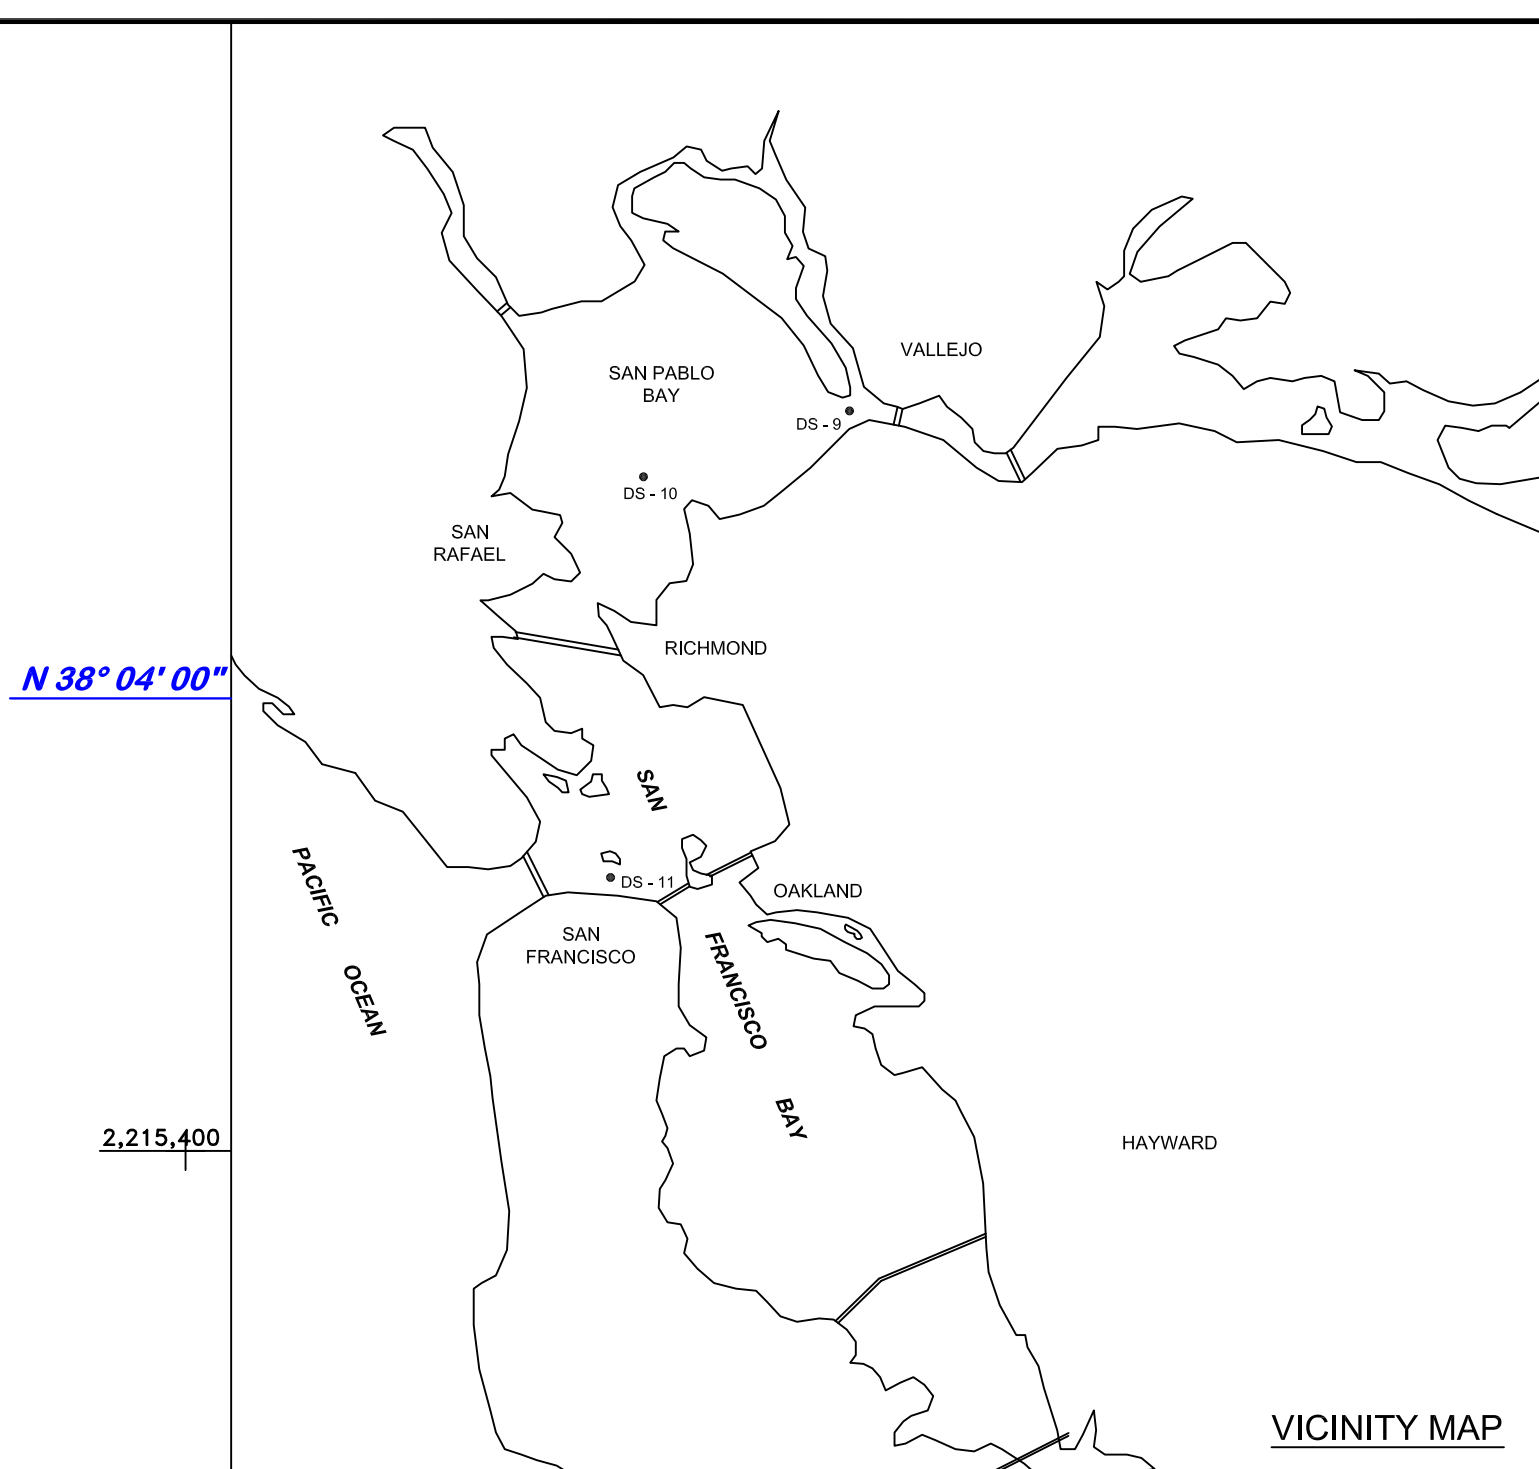 VALLEJO
SAN PABLO
BAY
DS - 9
DS - 10
SAN
RAFAEL
RICHMOND
N 38° 04' 00"
SAN
FRANCISCO
BAY
PACIFIC
OCEAN
DS - 11
OAKLAND
SAN
FRANCISCO
2,215,400
HAYWARD
VICINITY MAP